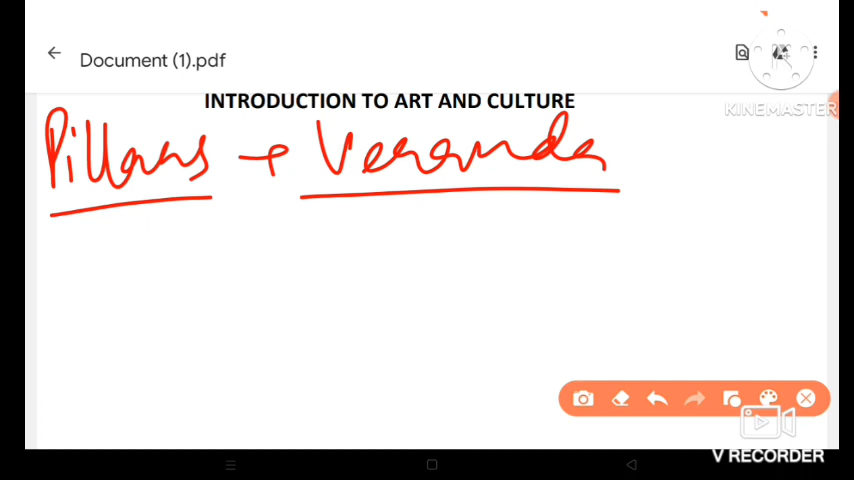 Document (1).pdf
KINEMASTER
INTRODUCTION TO ART AND CULTURE
Pillars + Veranda
V RECORDER